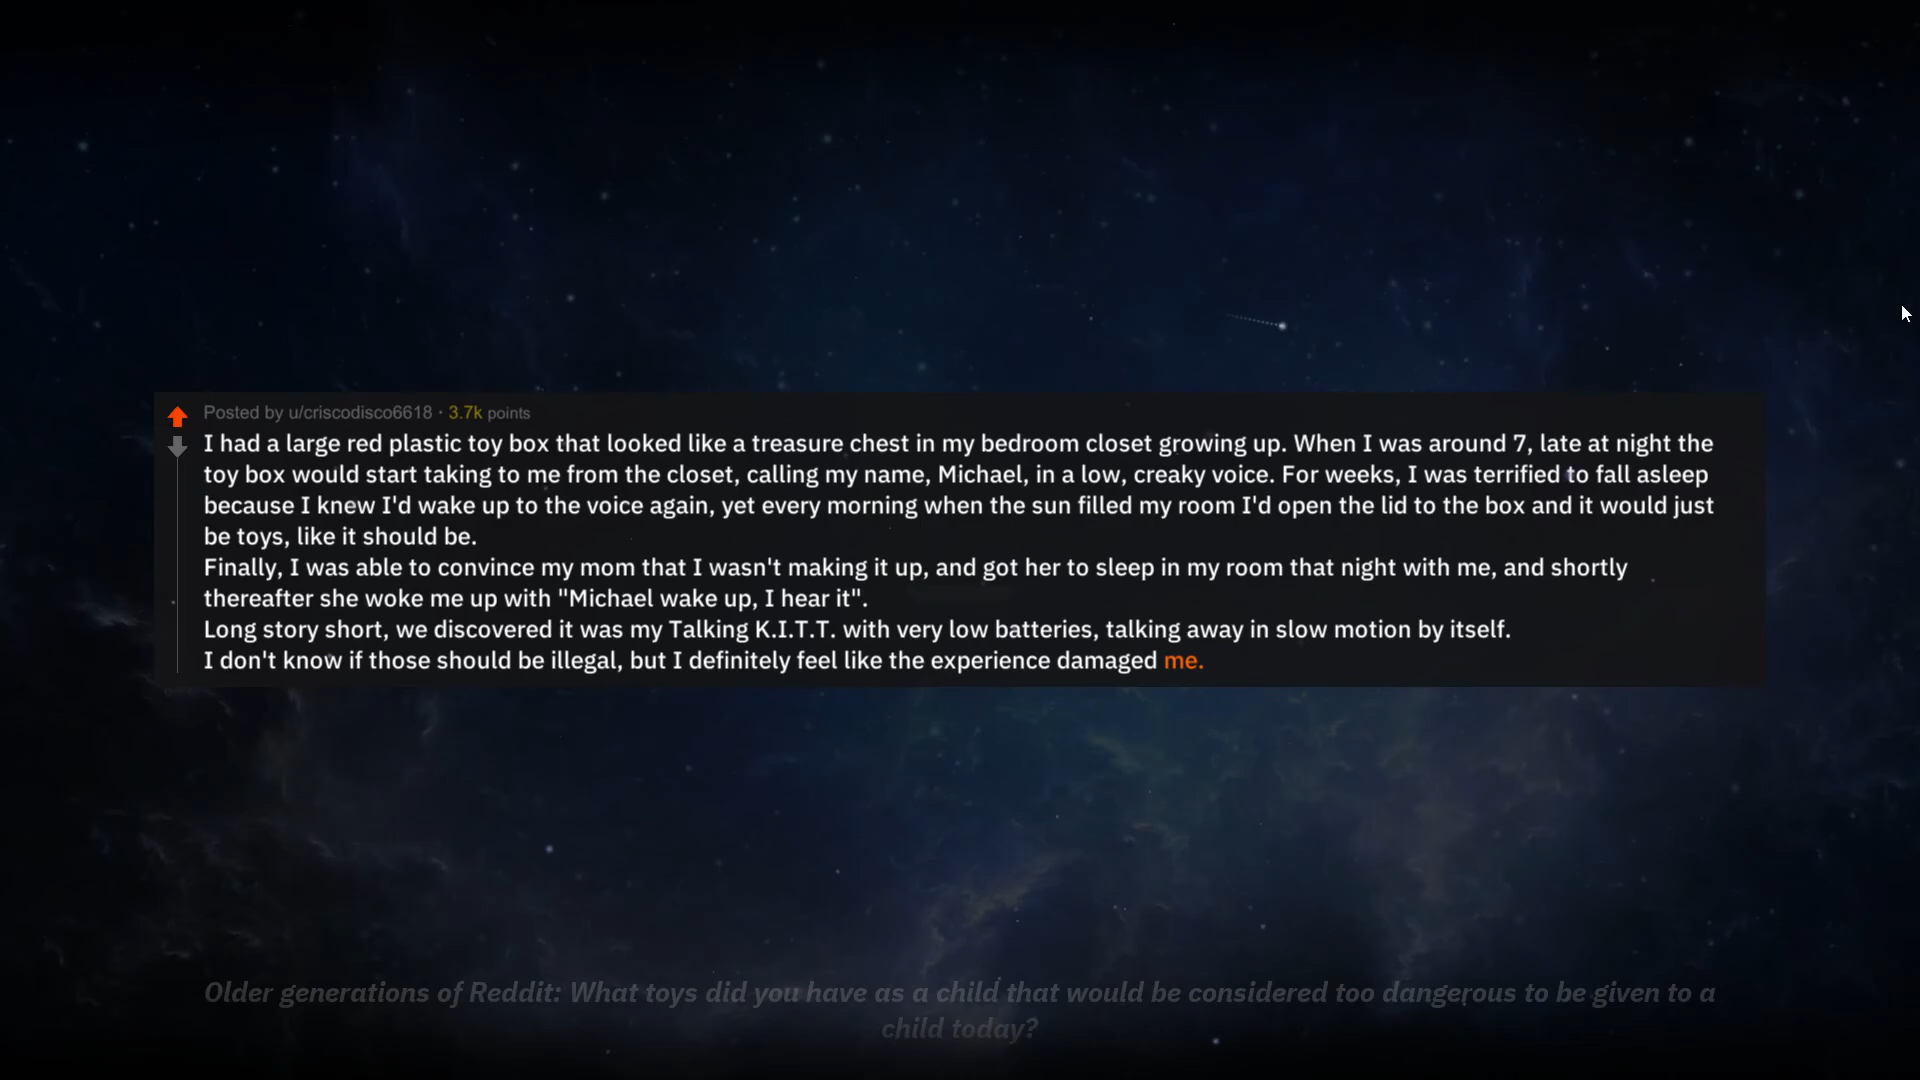 Posted by u/criscodisco6618 · 3.7k points
I had a large red plastic toy box that looked like a treasure chest in my bedroom closet growing up. When I was around 7, late at night the
toy box would start taking to me from the closet, calling my name, Michael, in a low, creaky voice. For weeks, I was terrified to fall asleep
because I knew I'd wake up to the voice again, yet every morning when the sun filled my room I'd open the lid to the box and it would just
be toys, like it should be.
Finally, I was able to convince my mom that I wasn't making it up, and got her to sleep in my room that night with me, and shortly
thereafter she woke me up with "Michael wake up, I hear it".
Long story short, we discovered it was my Talking K.I.T.T. with very low batteries, talking away in slow motion by itself.
I don't know if those should be illegal, but I definitely feel like the experience damaged me.
Older generations of Reddit: What toys did you have as a child that would be considered too dangerous to be given to a
child today?